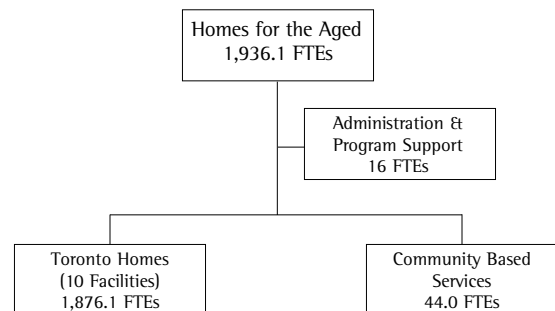 Homes for the Aged
1,936.1 FTEs
Administration &
Program Support
16 FTEs
Toronto Homes
(10 Facilities)
1,876.1 FTEs
Community Based
Services
44.0 FTEs